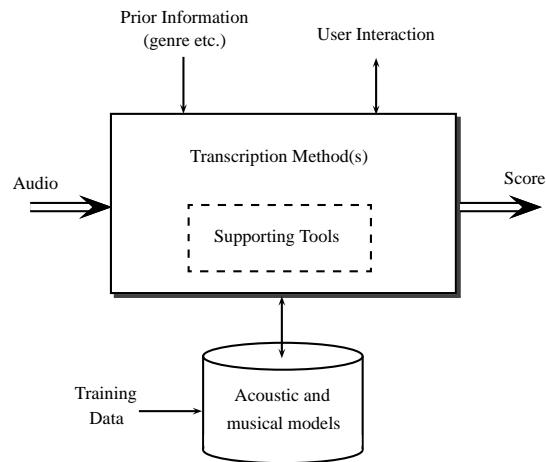 Prior Information
(genre etc.)
User Interaction
Transcription Method(s)
Audio
Score
Supporting Tools
Training
Data
Acoustic and
musical models